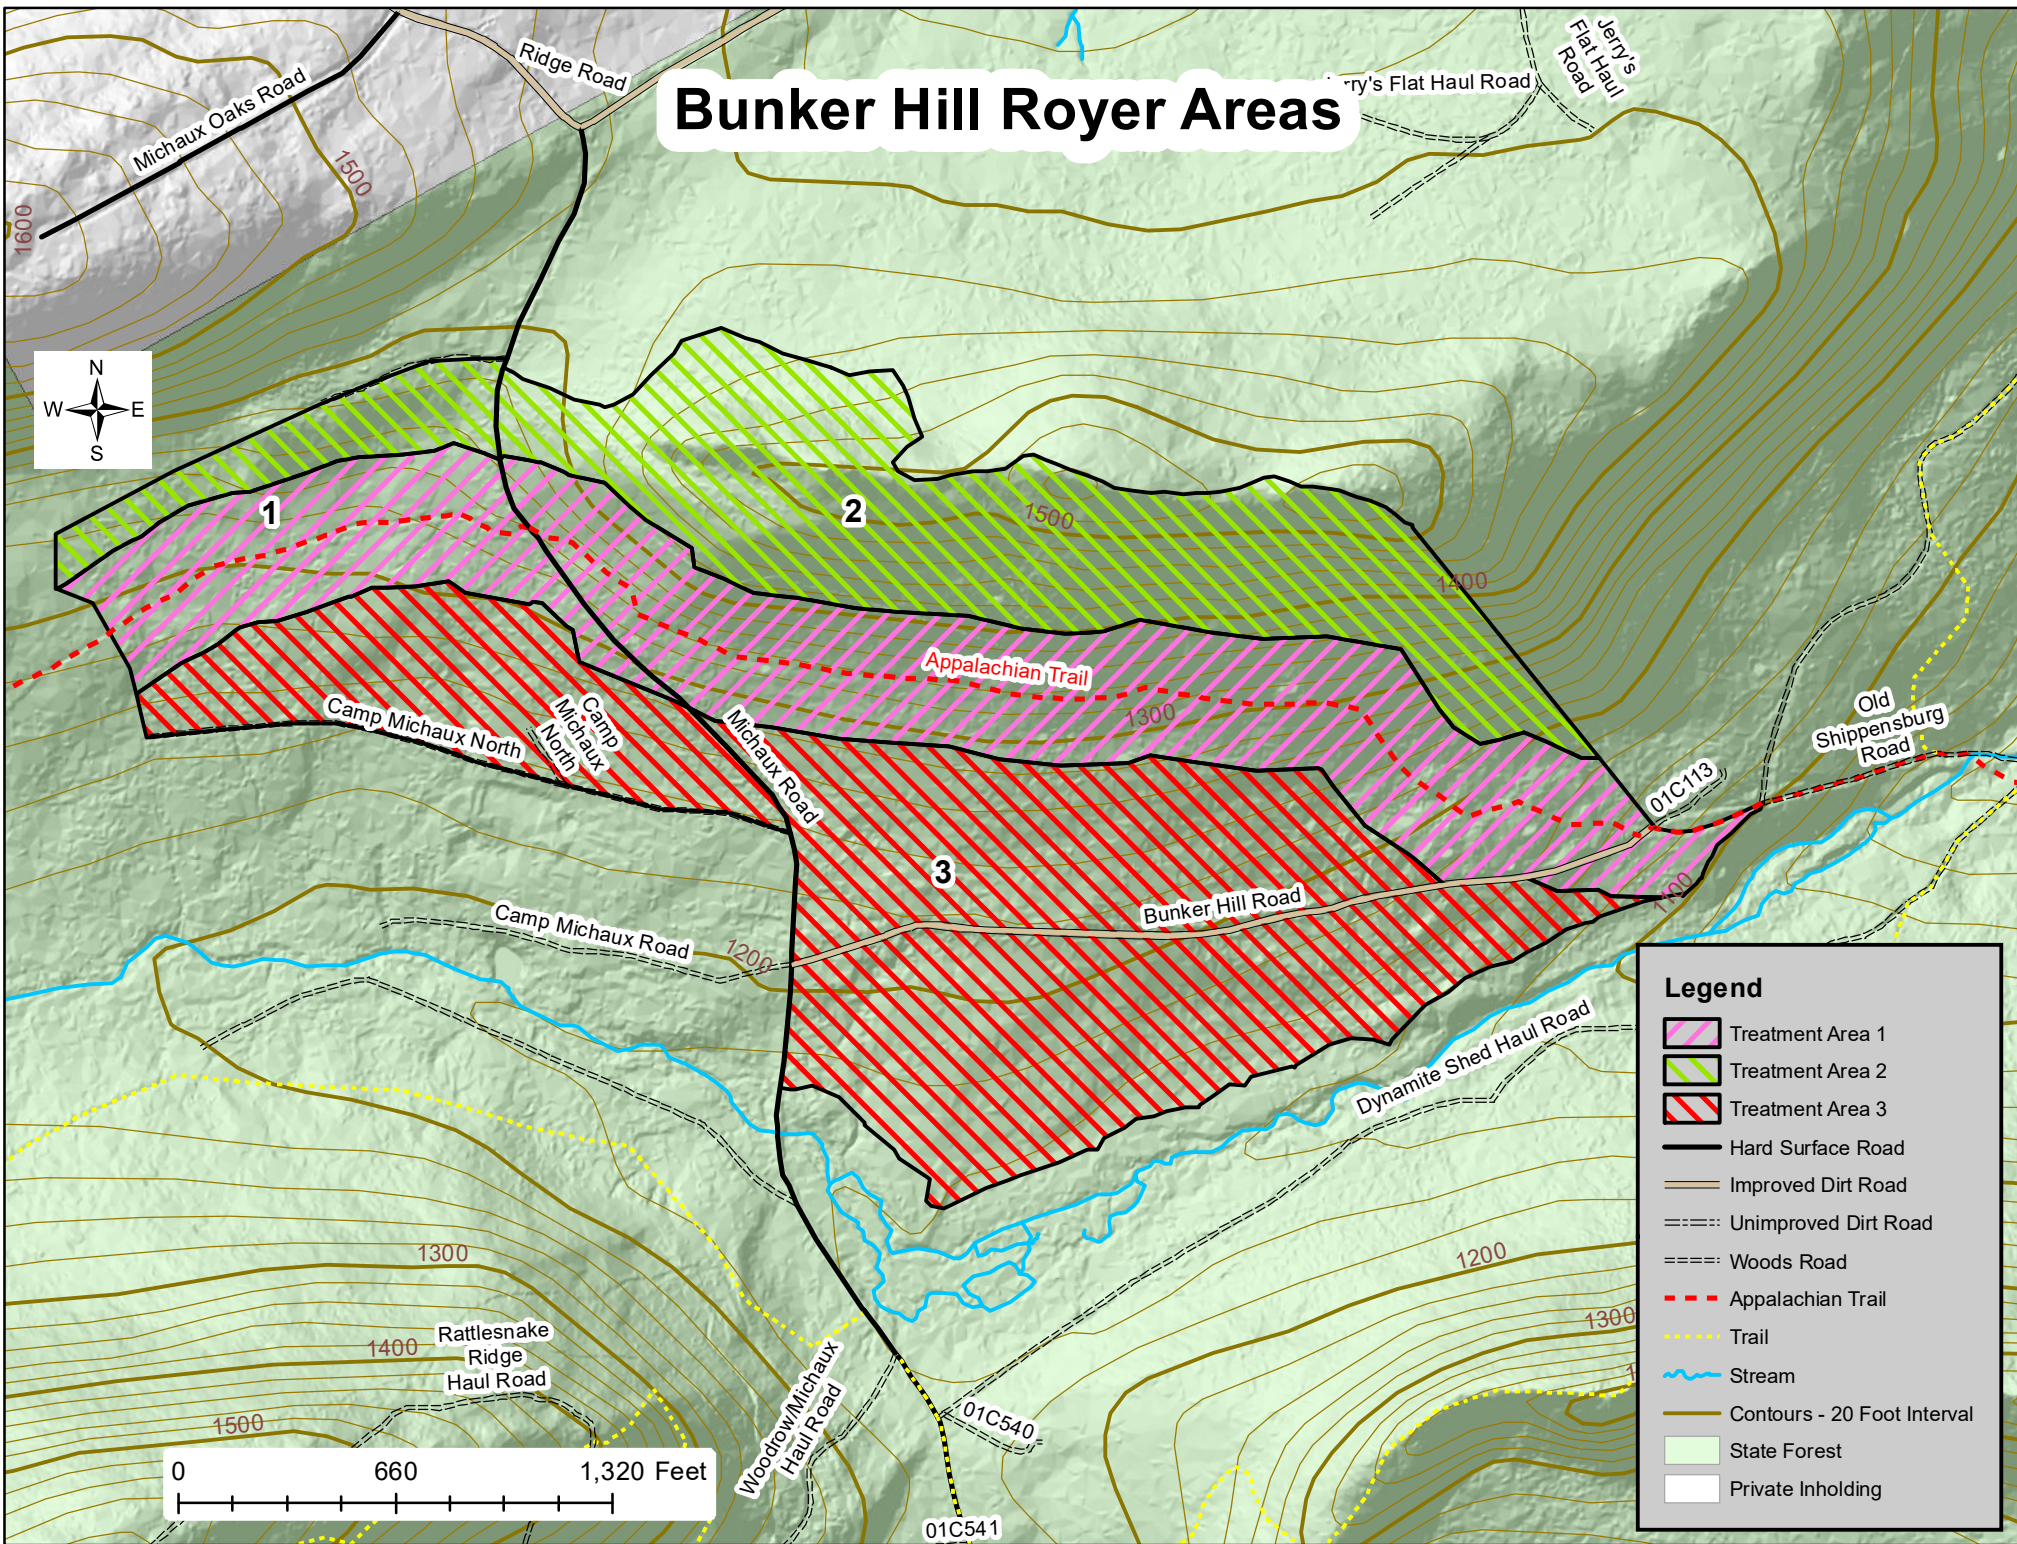 Bunker Hill Royer Areas
Ridge Road
Michaux Oaks Road
1500
1600
rry's Flat Haul Road
Jerry's
Flat Haul
Road
N
W E
S
1
2
1500
1400
Appalachian Trail
1300
Camp Michaux North
Camp
Michaux
North
Michaux Road
Old
Shippensburg
Road
01C113
3
Bunker Hill Road
1100
Camp Michaux Road
1200
Dynamite Shed Haul Road
1300
1400
Rattlesnake
Ridge
Haul Road
1500
Woodrow/Michaux
Haul Road
01C540
01C541
1200
1300
0 660 1,320 Feet
Legend
Treatment Area 1
Treatment Area 2
Treatment Area 3
Hard Surface Road
Improved Dirt Road
Unimproved Dirt Road
Woods Road
Appalachian Trail
Trail
Stream
Contours - 20 Foot Interval
State Forest
Private Inholding